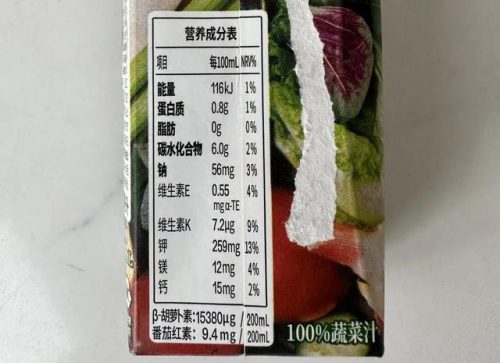 营养成分表
项目 每100mL NRV%
能量 116kJ 1%
蛋白质 0.8g 1%
脂肪 0g 0%
碳水化合物 6.0g 2%
钠 56mg 3%
维生素E 0.55 4%
mg α-TE
维生素K 7.2μg 9%
钾 259mg 13%
镁 12mg 4%
钙 15mg 2%
β-胡萝卜素:15380μg / 200mL
番茄红素: 9.4mg / 200mL
100%蔬菜汁